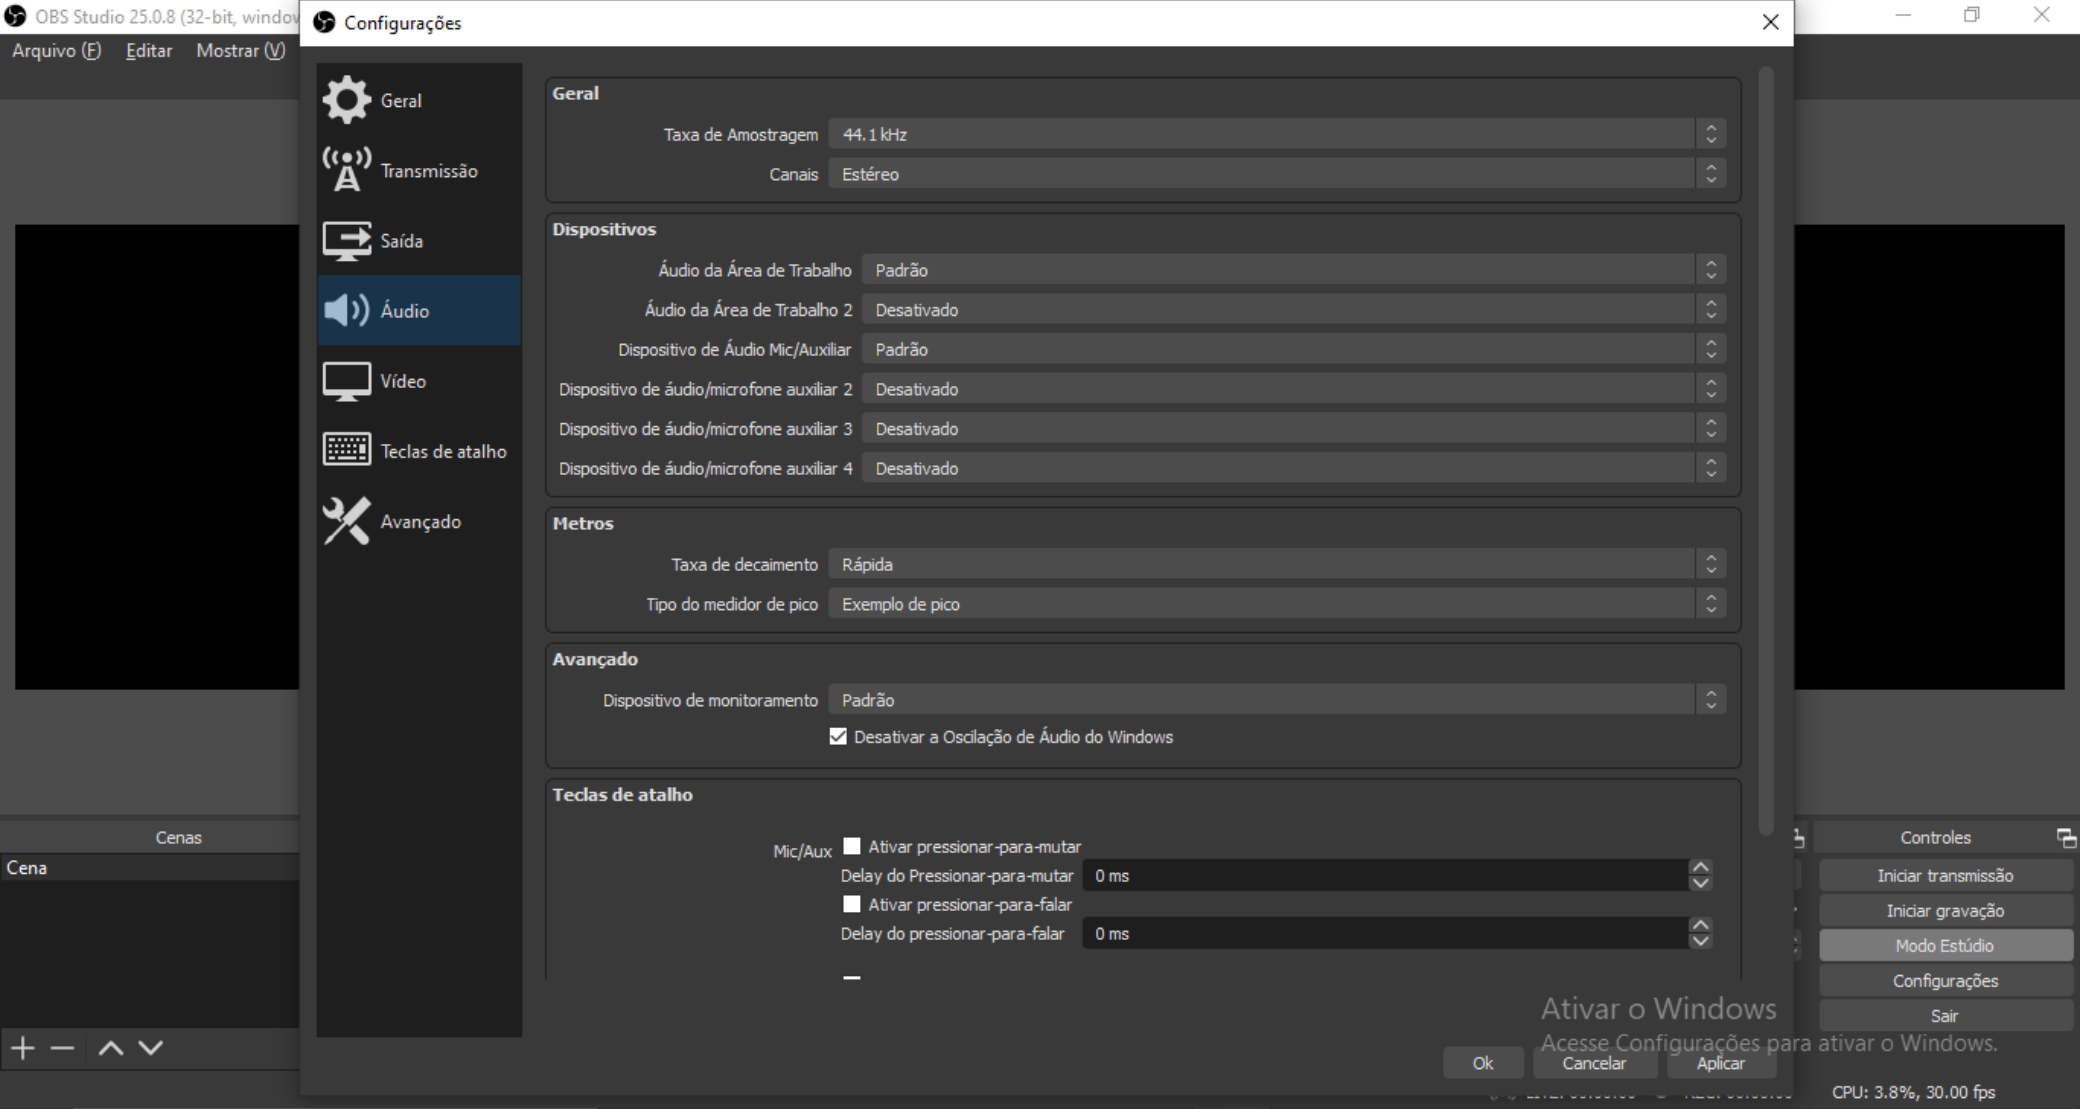 OBS Studio 25.0.8 (32-bit, window
Arquivo (F) Editar Mostrar (V)
Configurações
Geral
Transmissão
Saída
Áudio
Vídeo
Teclas de atalho
Avançado
Geral
Taxa de Amostragem 44.1kHz
Canais Estéreo
Dispositivos
Áudio da Área de Trabalho Padrão
Áudio da Área de Trabalho 2 Desativado
Dispositivo de Áudio Mic/Auxiliar Padrão
Dispositivo de áudio/microfone auxiliar 2 Desativado
Dispositivo de áudio/microfone auxiliar 3 Desativado
Dispositivo de áudio/microfone auxiliar 4 Desativado
Metros
Taxa de decaimento Rápida
Tipo do medidor de pico Exemplo de pico
Avançado
Dispositivo de monitoramento Padrão
Desativar a Oscilação de Áudio do Windows
Teclas de atalho
Mic/Aux Ativar pressionar-para-mutar
Delay do Pressionar-para-mutar 0 ms
Ativar pressionar-para-falar
Delay do pressionar-para-falar 0 ms
Ok Cancelar Aplicar
Cenas
Cena
Controles
Iniciar transmissão
Iniciar gravação
Modo Estúdio
Configurações
Sair
Ativar o Windows
Acesse Configurações para ativar o Windows.
CPU: 3.8%, 30.00 fps